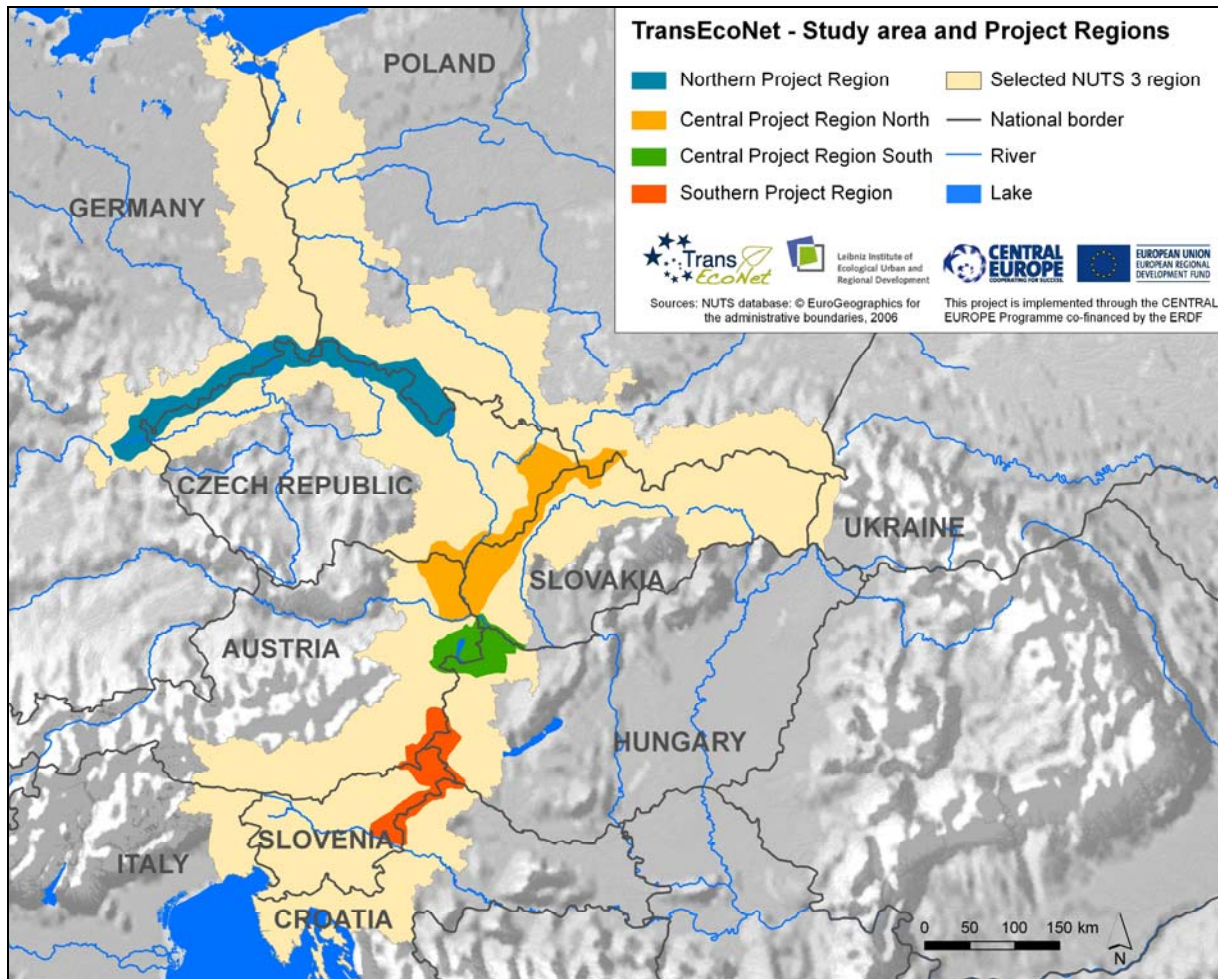 TransEcoNet - Study area and Project Regions
Northern Project Region
Central Project Region North
Central Project Region South
Southern Project Region
Selected NUTS 3 region
National border
River
Lake
Trans
EcoNet
Leibniz Institute of
Ecological Urban and
Regional Development
CENTRAL
EUROPE
COOPERATING FOR SUCCESS.
EUROPEAN UNION
EUROPEAN REGIONAL
DEVELOPMENT FUND
Sources: NUTS database: © EuroGeographics for
the administrative boundaries, 2006
This project is implemented through the CENTRAL
EUROPE Programme co-financed by the ERDF
POLAND
GERMANY
CZECH REPUBLIC
UKRAINE
SLOVAKIA
AUSTRIA
HUNGARY
SLOVENIA
ITALY
CROATIA
0 50 100 150 km
N